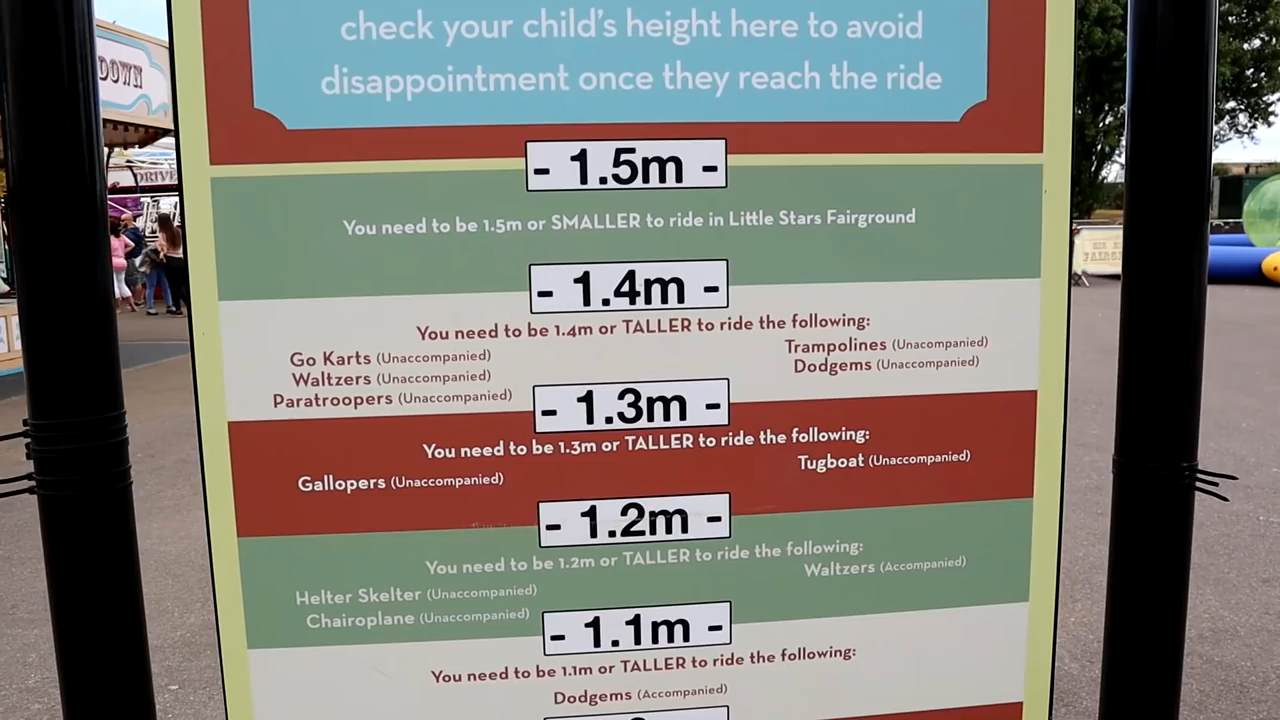 DOWN
DRIVE
check your child's height here to avoid
disappointment once they reach the ride
- 1.5m -
You need to be 1.5m or SMALLER to ride in Little Stars Fairground
- 1.4m -
You need to be 1.4m or TALLER to ride the following:
Go Karts (Unaccompanied)
Trampolines (Unacompanied)
Waltzers (Unaccompanied)
Dodgems (Unaccompanied)
Paratroopers (Unaccompanied)
- 1.3m -
You need to be 1.3m or TALLER to ride the following:
Gallopers (Unaccompanied)
Tugboat (Unaccompanied)
- 1.2m -
You need to be 1.2m or TALLER to ride the following:
Helter Skelter (Unaccompanied)
Waltzers (Accompanied)
Chairoplane (Unaccompanied)
- 1.1m -
You need to be 1.1m or TALLER to ride the following:
Dodgems (Accompanied)